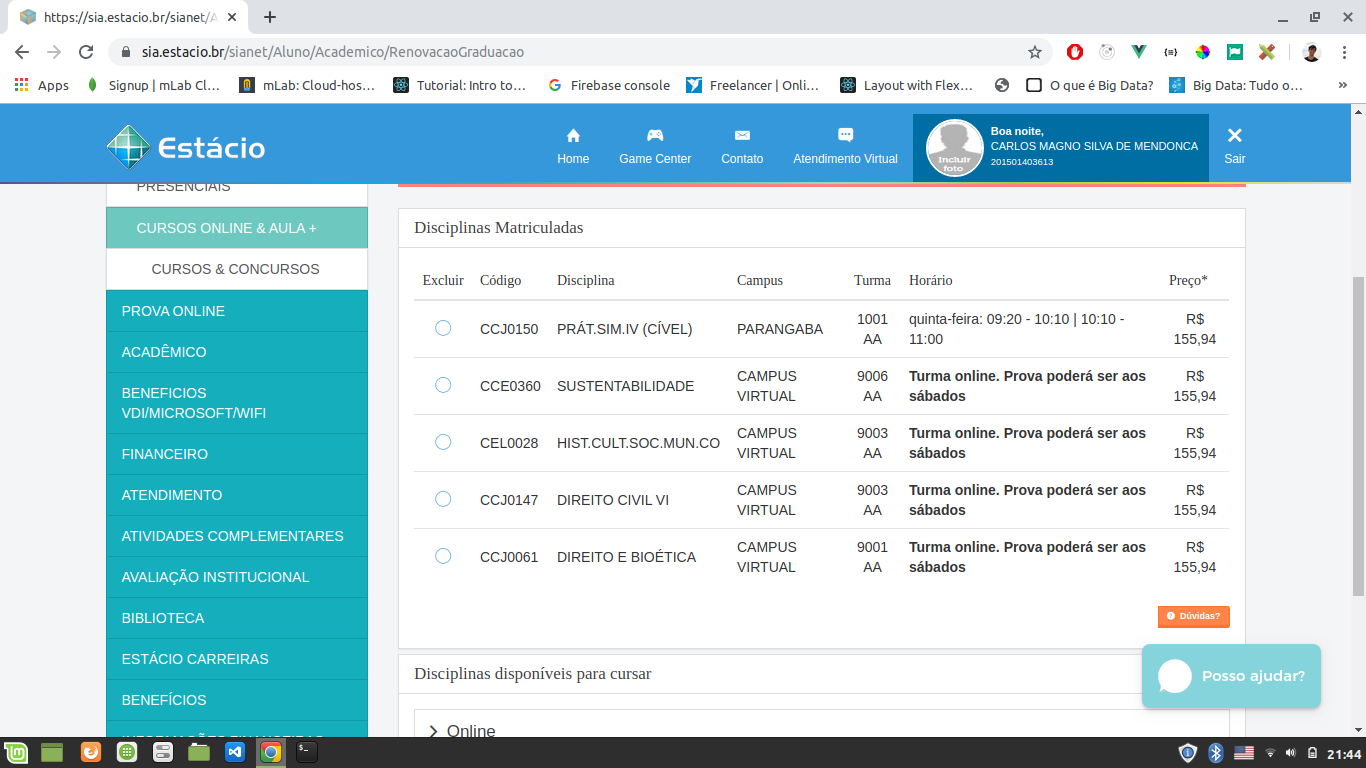 https://sia.estacio.br/sianet/A
sia.estacio.br/sianet/Aluno/Academico/RenovacaoGraduacao
Apps
Signup | mLab Cl...
mLab: Cloud-hos...
Tutorial: Intro to...
Firebase console
Freelancer | Onli...
Layout with Flex...
O que é Big Data?
Big Data: Tudo o...
»
Estácio
Home
Game Center
Contato
Atendimento Virtual
Incluir
foto
Boa noite,
CARLOS MAGNO SILVA DE MENDONCA
201501403613
Sair
PRESENCIAIS
CURSOS ONLINE & AULA +
CURSOS & CONCURSOS
PROVA ONLINE
ACADÊMICO
BENEFICIOS
VDI/MICROSOFT/WIFI
FINANCEIRO
ATENDIMENTO
ATIVIDADES COMPLEMENTARES
AVALIAÇÃO INSTITUCIONAL
BIBLIOTECA
ESTÁCIO CARREIRAS
BENEFÍCIOS
INFORMAÇÕES FINANCEIRAS
Disciplinas Matriculadas
Excluir Código Disciplina Campus Turma Horário Preço*
CCJ0150 PRÁT.SIM.IV (CÍVEL) PARANGABA 1001 AA quinta-feira: 09:20 - 10:10 | 10:10 - 11:00 R$ 155,94
CCE0360 SUSTENTABILIDADE CAMPUS VIRTUAL 9006 AA Turma online. Prova poderá ser aos sábados R$ 155,94
CEL0028 HIST.CULT.SOC.MUN.CO CAMPUS VIRTUAL 9003 AA Turma online. Prova poderá ser aos sábados R$ 155,94
CCJ0147 DIREITO CIVIL VI CAMPUS VIRTUAL 9003 AA Turma online. Prova poderá ser aos sábados R$ 155,94
CCJ0061 DIREITO E BIOÉTICA CAMPUS VIRTUAL 9001 AA Turma online. Prova poderá ser aos sábados R$ 155,94
Dúvidas?
Disciplinas disponíveis para cursar
Online
Posso ajudar?
21:44